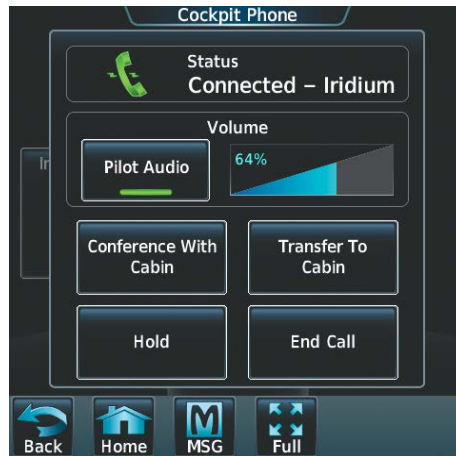 Cockpit Phone
Status
Connected – Iridium
Volume
Pilot Audio
64%
Conference With
Cabin
Transfer To
Cabin
Hold
End Call
Back
Home
MSG
Full